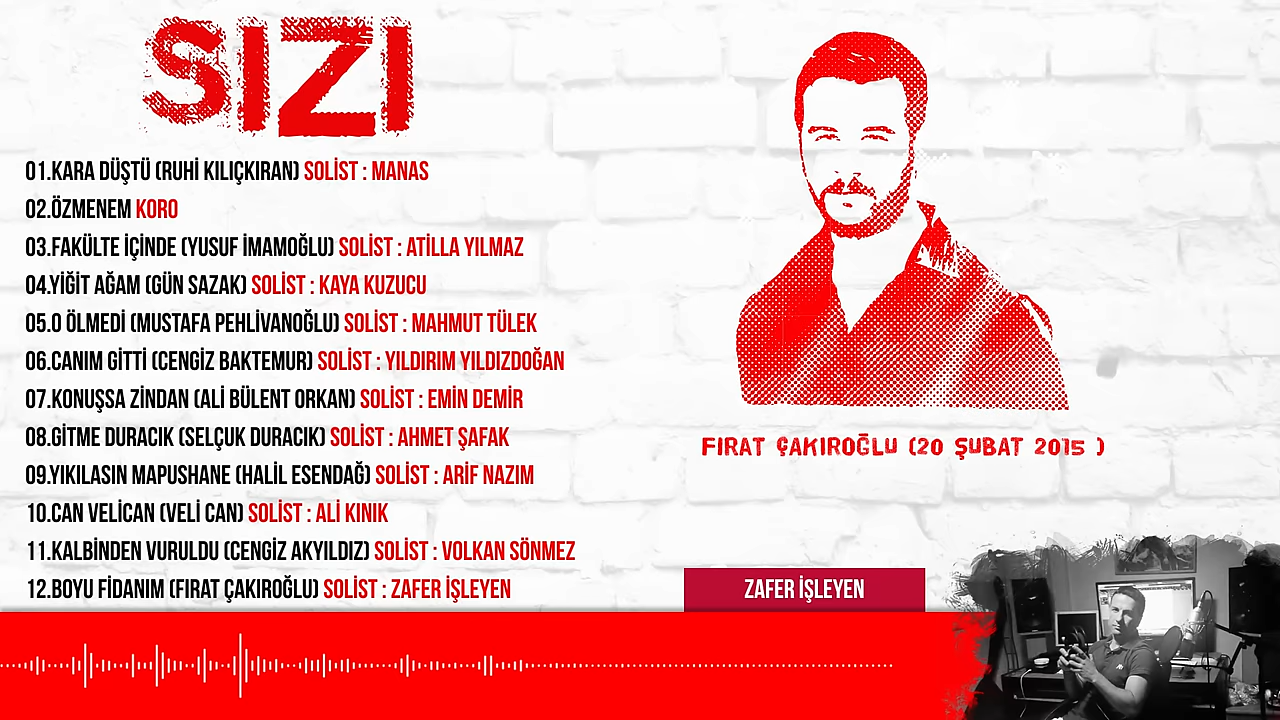 SIZI
01.KARA DÜŞTÜ (RUHİ KILIÇKIRAN) SOLİST : MANAS
02.ÖZMENEM KORO
03.FAKÜLTE İÇİNDE (YUSUF İMAMOĞLU) SOLİST : ATİLLA YILMAZ
04.YİĞİT AĞAM (GÜN SAZAK) SOLİST : KAYA KUZUCU
05.O ÖLMEDİ (MUSTAFA PEHLİVANOĞLU) SOLİST : MAHMUT TÜLEK
06.CANIM GİTTİ (CENGİZ BAKTEMUR) SOLİST : YILDIRIM YILDIZDOĞAN
07.KONUŞSA ZİNDAN (ALİ BÜLENT ORKAN) SOLİST : EMİN DEMİR
08.GİTME DURACIK (SELÇUK DURACIK) SOLİST : AHMET ŞAFAK
09.YIKILASIN MAPUSHANE (HALİL ESENDAĞ) SOLİST : ARİF NAZIM
10.CAN VELİCAN (VELİ CAN) SOLİST : ALİ KINIK
11.KALBİNDEN VURULDU (CENGİZ AKYILDIZ) SOLİST : VOLKAN SÖNMEZ
12.BOYU FİDANIM (FIRAT ÇAKIROĞLU) SOLİST : ZAFER İŞLEYEN
FIRAT ÇAKIROĞLU (20 ŞUBAT 2015 )
ZAFER İŞLEYEN